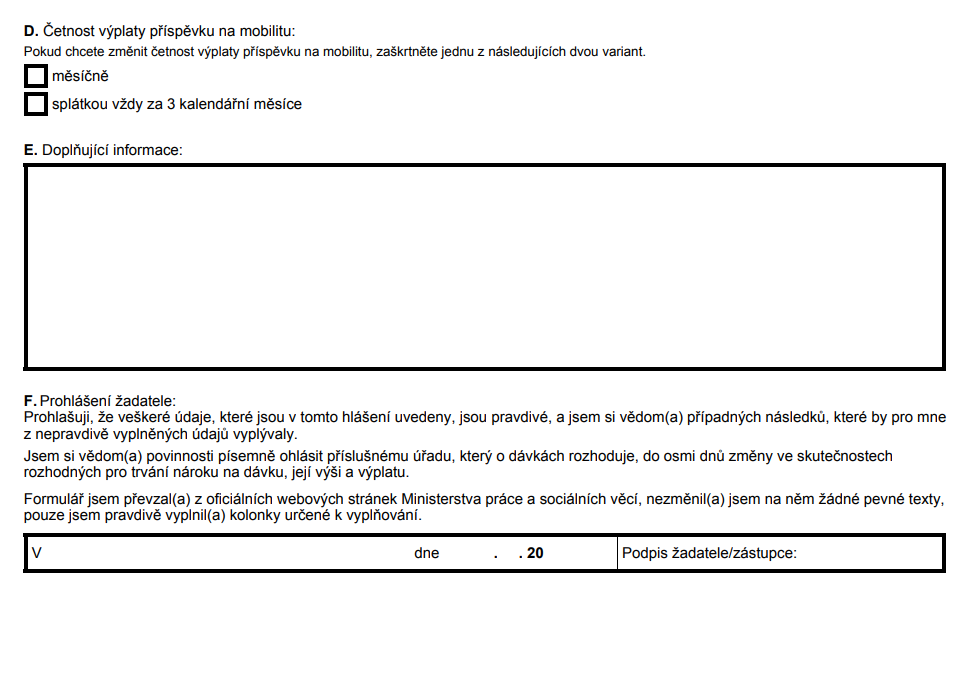 D. Četnost výplaty příspěvku na mobilitu:
Pokud chcete změnit četnost výplaty příspěvku na mobilitu, zaškrtněte jednu z následujících dvou variant.
měsíčně
splátkou vždy za 3 kalendářní měsíce
E. Doplňující informace:
F. Prohlášení žadatele:
Prohlašuji, že veškeré údaje, které jsou v tomto hlášení uvedeny, jsou pravdivé, a jsem si vědom(a) případných následků, které by pro mne
z nepravdivě vyplněných údajů vyplývaly.
Jsem si vědom(a) povinnosti písemně ohlásit příslušnému úřadu, který o dávkách rozhoduje, do osmi dnů změny ve skutečnostech
rozhodných pro trvání nároku na dávku, její výši a výplatu.
Formulář jsem převzal(a) z oficiálních webových stránek Ministerstva práce a sociálních věcí, nezměnil(a) jsem na něm žádné pevné texty,
pouze jsem pravdivě vyplnil(a) kolonky určené k vyplňování.
V dne . . 20 Podpis žadatele/zástupce: